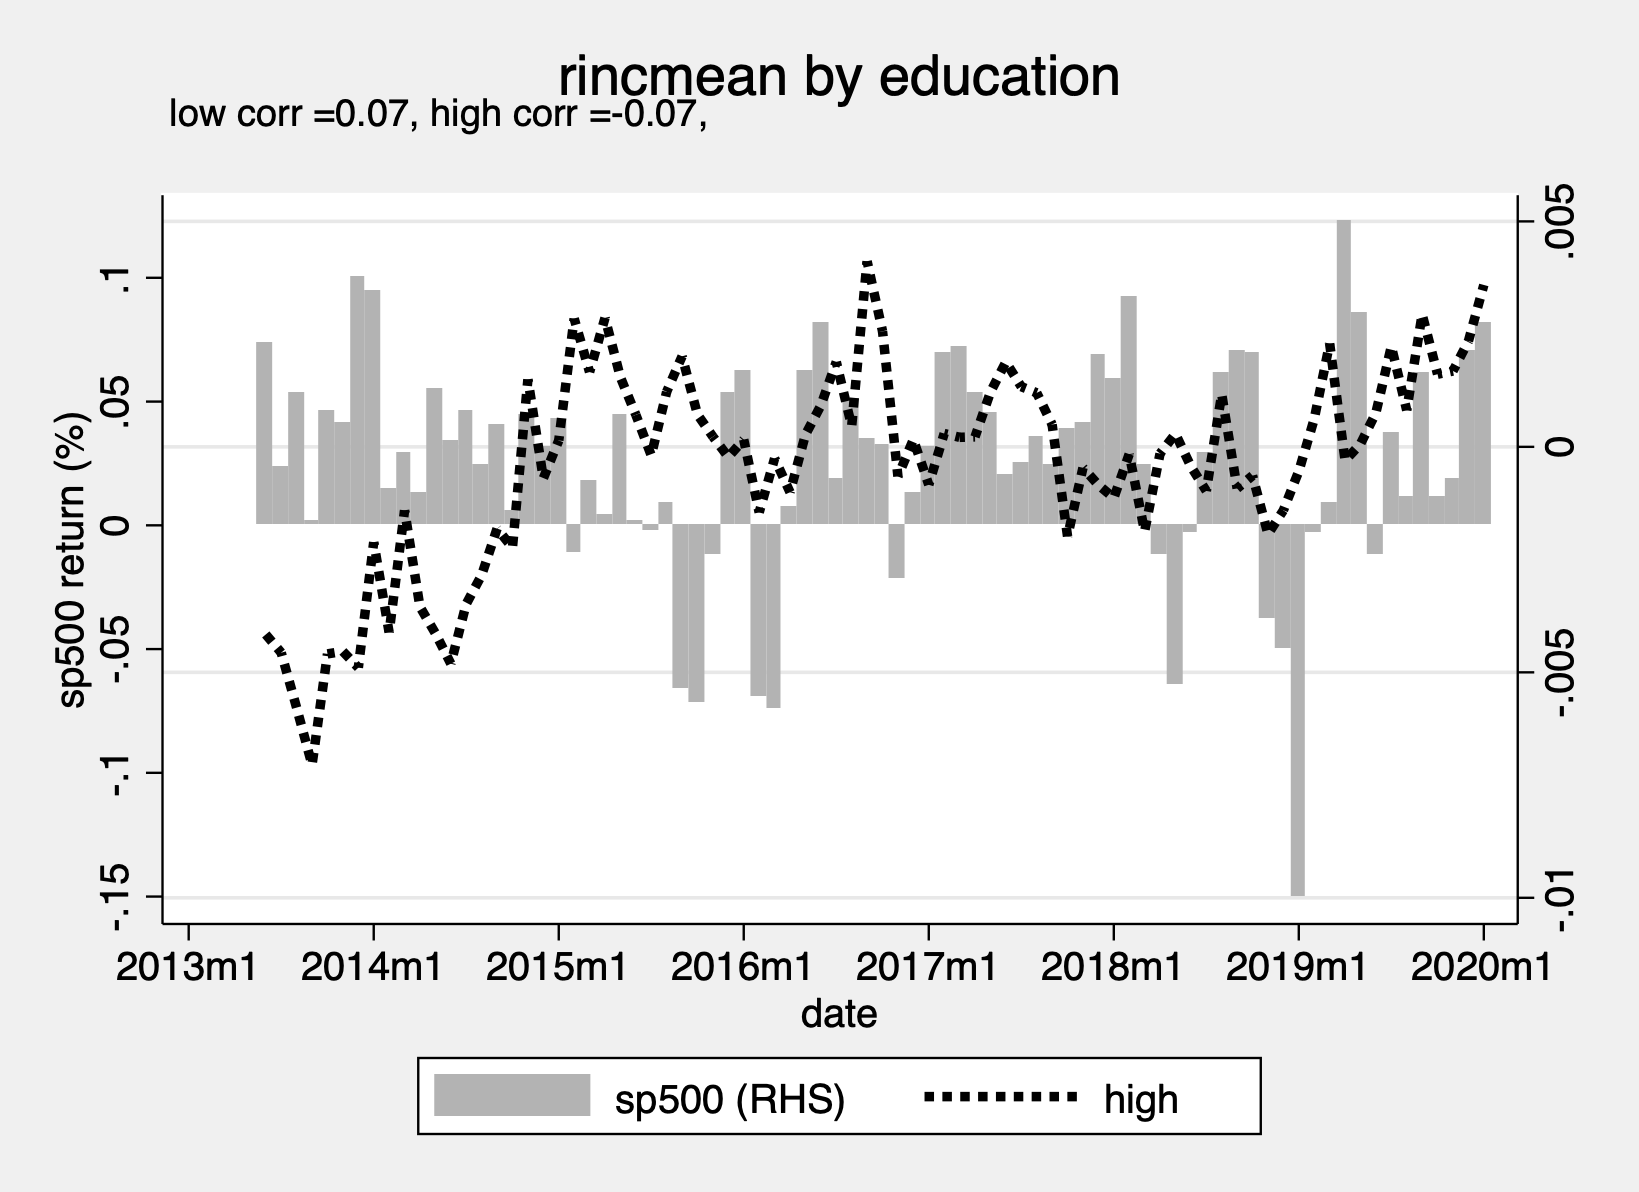 rincmean by education
low corr =0.07, high corr =-0.07,
sp500 return (%)
.1
.05
0
-.05
-.1
-.15
.005
0
-.005
-.01
2013m1 2014m1 2015m1 2016m1 2017m1 2018m1 2019m1 2020m1
date
sp500 (RHS) high